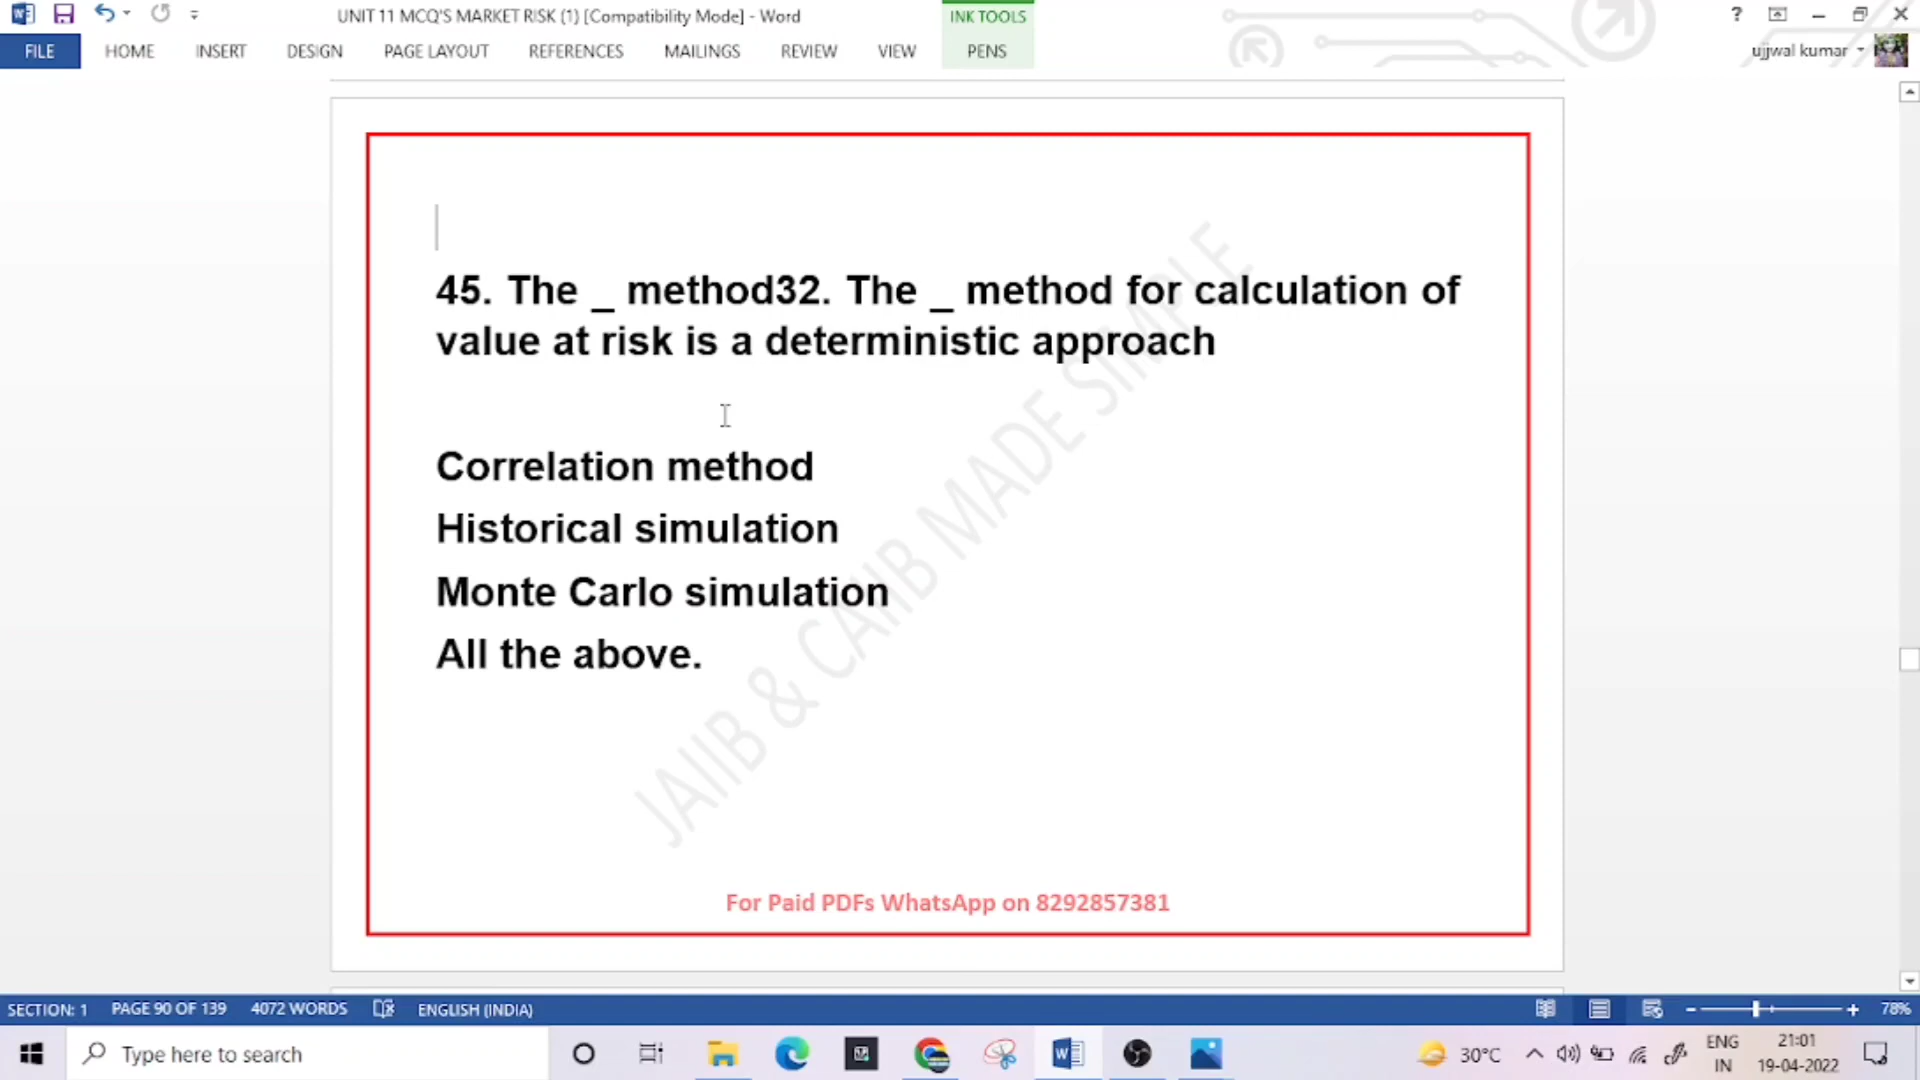 UNIT 11 MCQ'S MARKET RISK (1) [Compatibility Mode] - Word
INK TOOLS
?
FILE HOME INSERT DESIGN PAGE LAYOUT REFERENCES MAILINGS REVIEW VIEW PENS
ujjwal kumar
45. The _ method32. The _ method for calculation of
value at risk is a deterministic approach
Correlation method
Historical simulation
Monte Carlo simulation
All the above.
JAIIB & CAIIB MADE SIMPLE
For Paid PDFs WhatsApp on 8292857381
SECTION: 1 PAGE 90 OF 139 4072 WORDS ENGLISH (INDIA) 78%
Type here to search
30°C
ENG
IN
21:01
19-04-2022